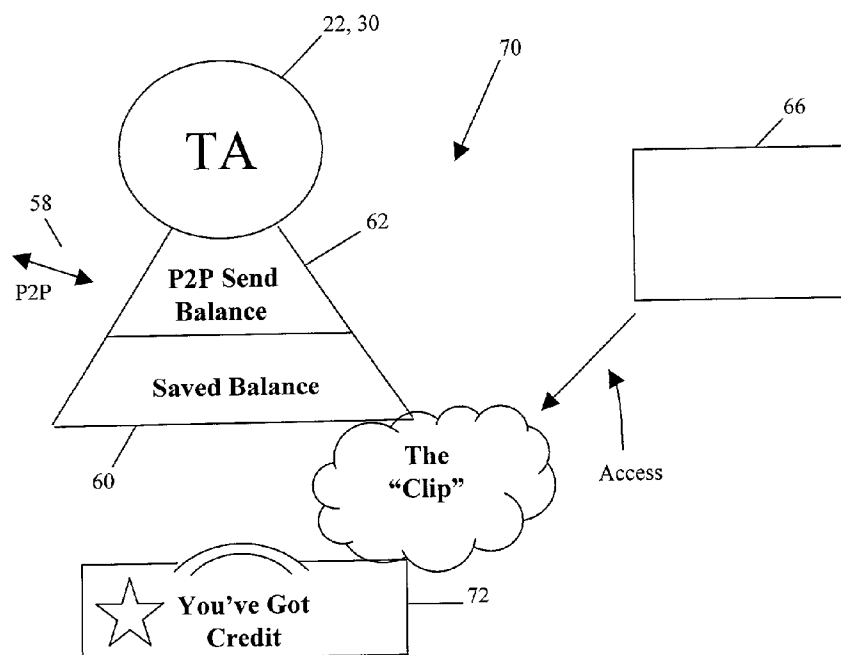 22, 30
70
66
TA
58
62
P2P
P2P Send
Balance
Saved Balance
The
“Clip”
Access
60
You’ve Got
Credit
72